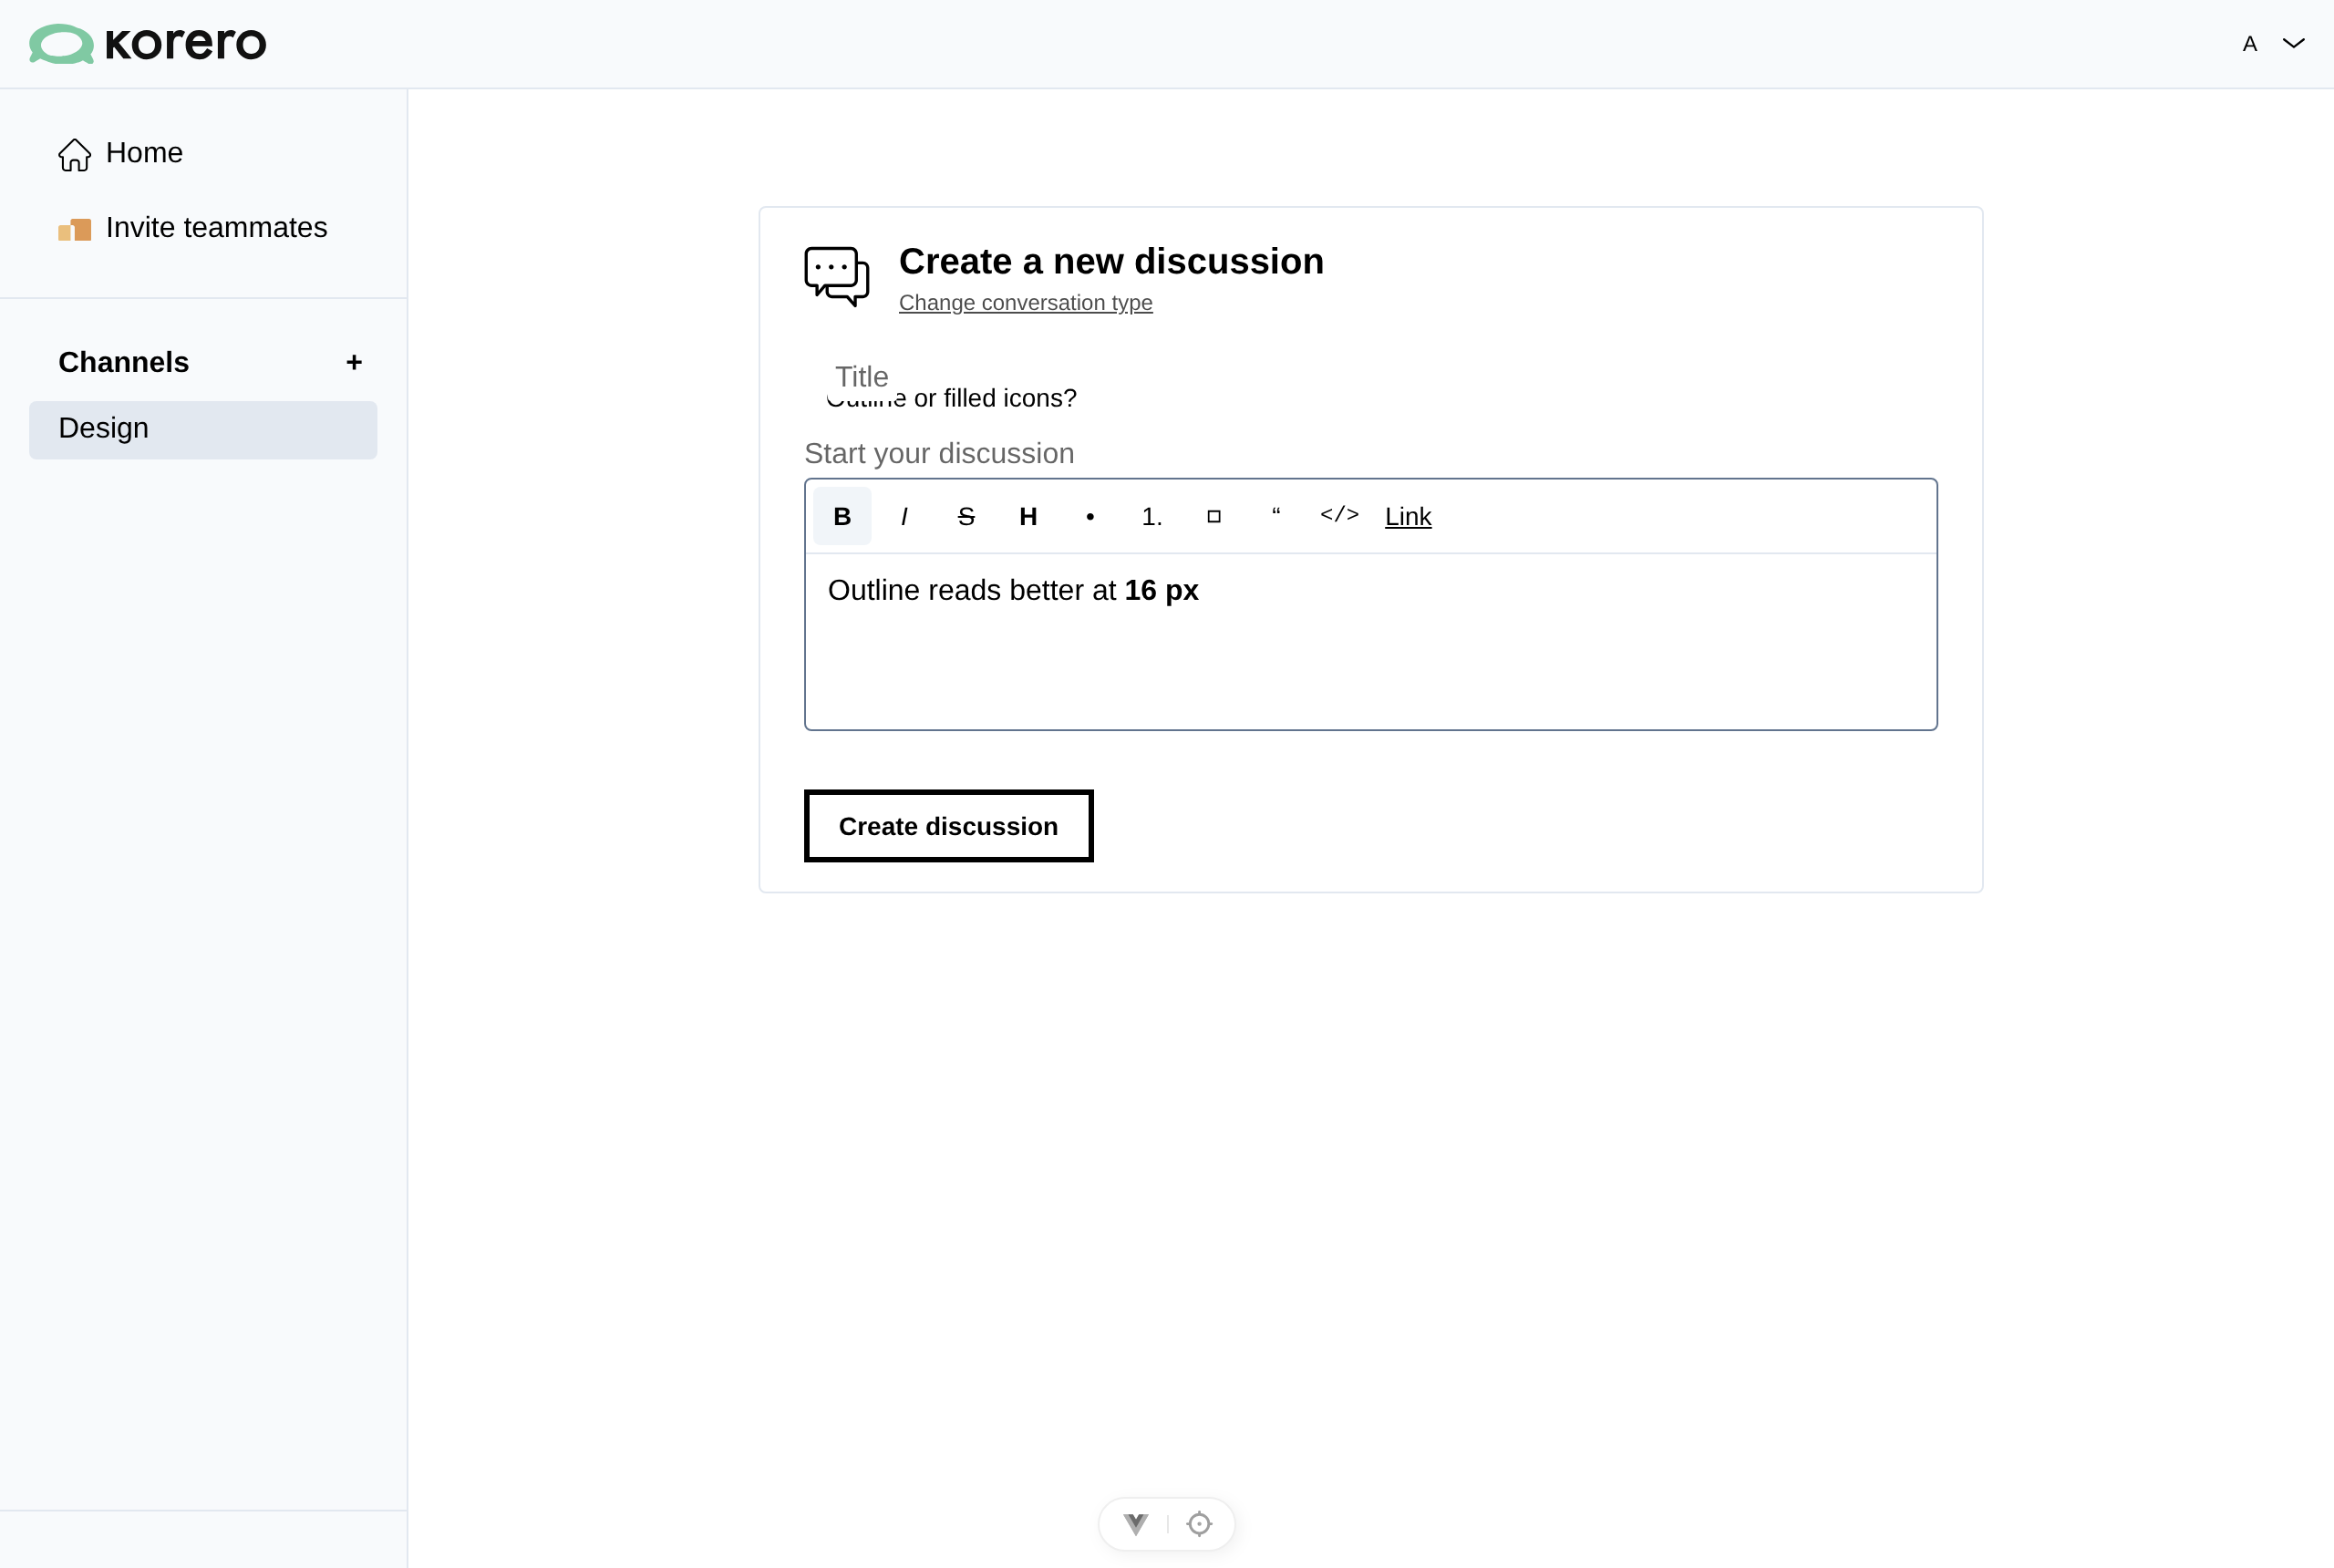 korero
A
Home
Invite teammates
Channels +
Design
Create a new discussion
Change conversation type
Title
Outline or filled icons?
Start your discussion
B I S H • 1. “ </> Link
Outline reads better at 16 px
Create discussion